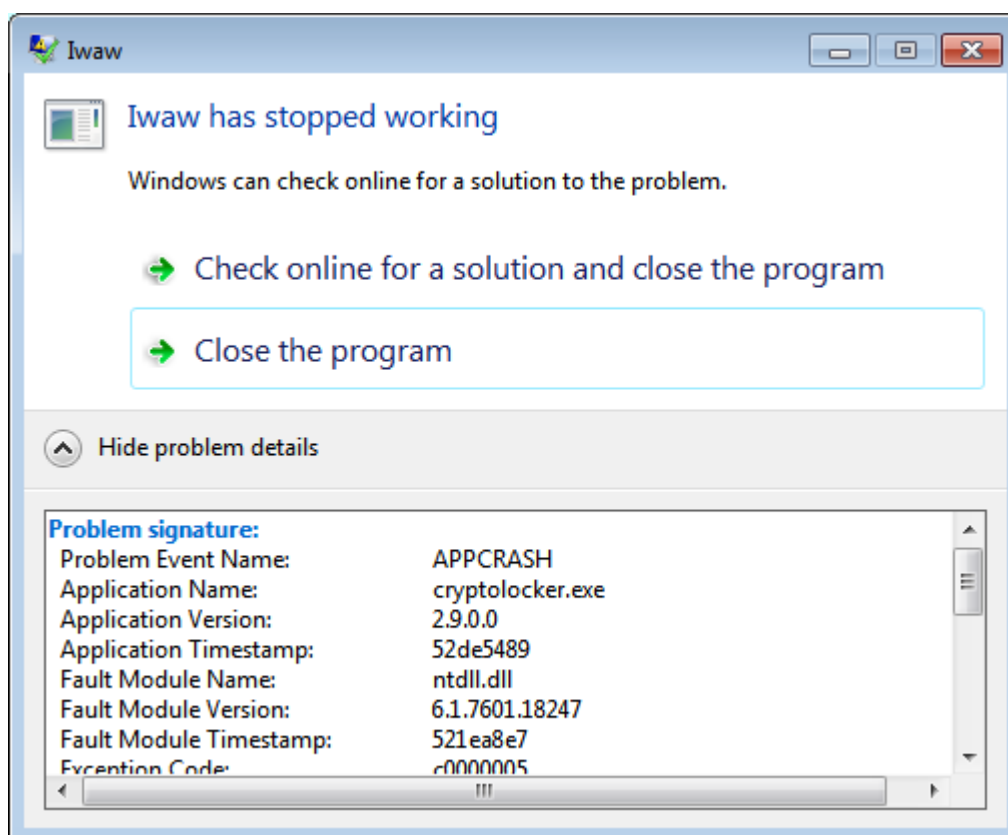 Iwaw
Iwaw has stopped working
Windows can check online for a solution to the problem.
Check online for a solution and close the program
Close the program
Hide problem details
Problem signature:
Problem Event Name: APPCRASH
Application Name: cryptolocker.exe
Application Version: 2.9.0.0
Application Timestamp: 52de5489
Fault Module Name: ntdll.dll
Fault Module Version: 6.1.7601.18247
Fault Module Timestamp: 521ea8e7
Exception Code: c0000005